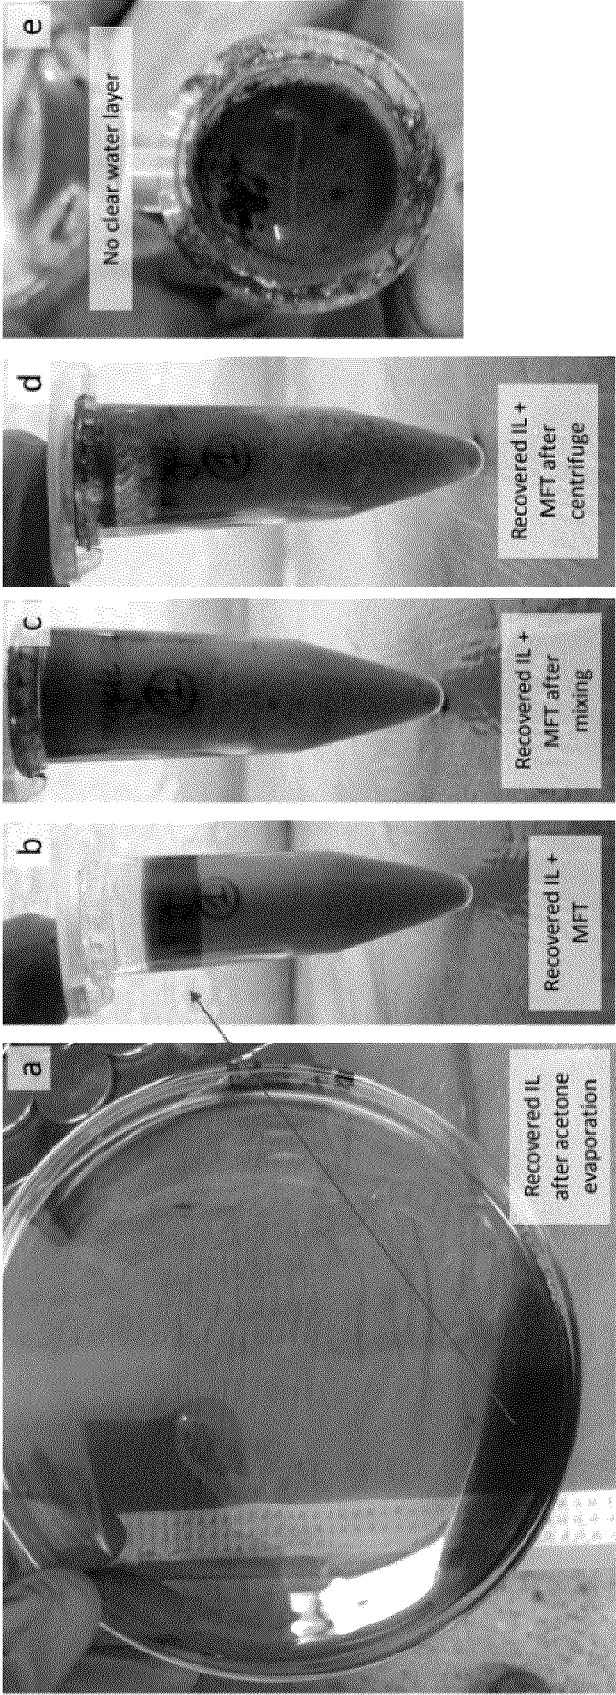 a
Recovered IL
after acetone
evaporation
b
Recovered IL +
MFT
c
Recovered IL +
MFT after
mixing
d
Recovered IL +
MFT after
centrifuge
e
No clear water layer